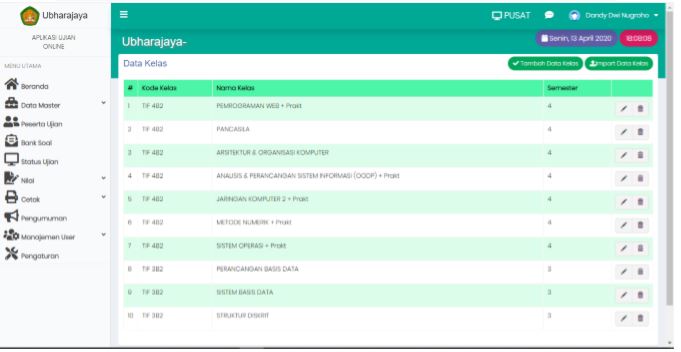 Ubharajaya
PUSAT
Dandy Dwi Nugroho
APLIKASI UJIAN
ONLINE
Ubharajaya-
Senin, 13 April 2020
18:08:06
Data Kelas
Tambah Data Kelas
Import Data Kelas
MENU UTAMA
Beranda
Data Master
Peserta Ujian
Bank Soal
Status Ujian
Nilai
Cetak
Pengumuman
Manajemen User
Pengaturan
# Kode Kelas Nama Kelas Semester
1 TIF 4B2 PEMROGRAMAN WEB + Prakt 4
2 TIF 4B2 PANCASILA 4
3 TIF 4B2 ARSITEKTUR & ORGANISASI KOMPUTER 4
4 TIF 4B2 ANALISIS & PERANCANGAN SISTEM INFORMASI (OODP) + Prakt 4
5 TIF 4B2 JARINGAN KOMPUTER 2 + Prakt 4
6 TIF 4B2 METODE NUMERIK + Prakt 4
7 TIF 4B2 SISTEM OPERASI + Prakt 4
8 TIF 3B2 PERANCANGAN BASIS DATA 3
9 TIF 3B2 SISTEM BASIS DATA 3
10 TIF 3B2 STRUKTUR DISKRIT 3